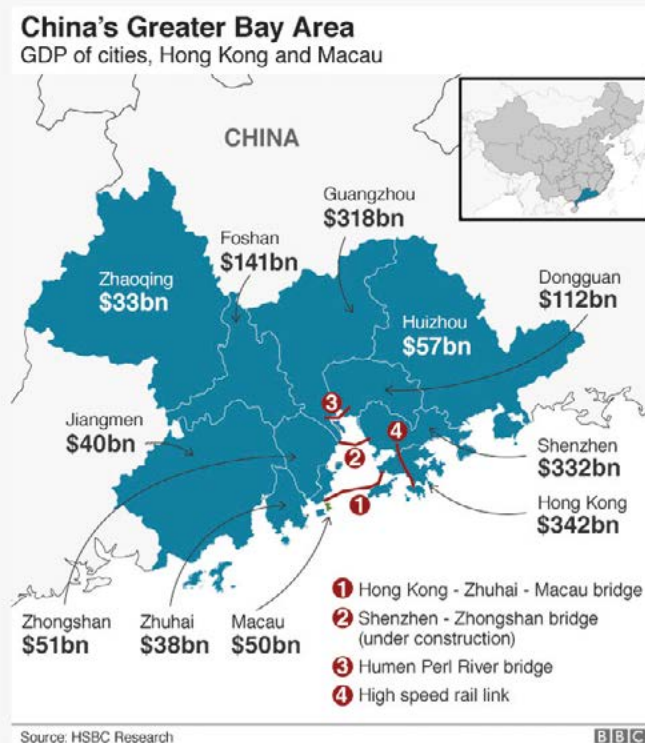 China's Greater Bay Area
GDP of cities, Hong Kong and Macau
CHINA
Guangzhou
$318bn
Foshan
$141bn
Dongguan
$112bn
Zhaoqing
$33bn
Huizhou
$57bn
3
Jiangmen
$40bn
4
2
Shenzhen
$332bn
1
Hong Kong
$342bn
Zhongshan
$51bn
Zhuhai
$38bn
Macau
$50bn
1 Hong Kong - Zhuhai - Macau bridge
2 Shenzhen - Zhongshan bridge
(under construction)
3 Humen Perl River bridge
4 High speed rail link
Source: HSBC Research
BBC